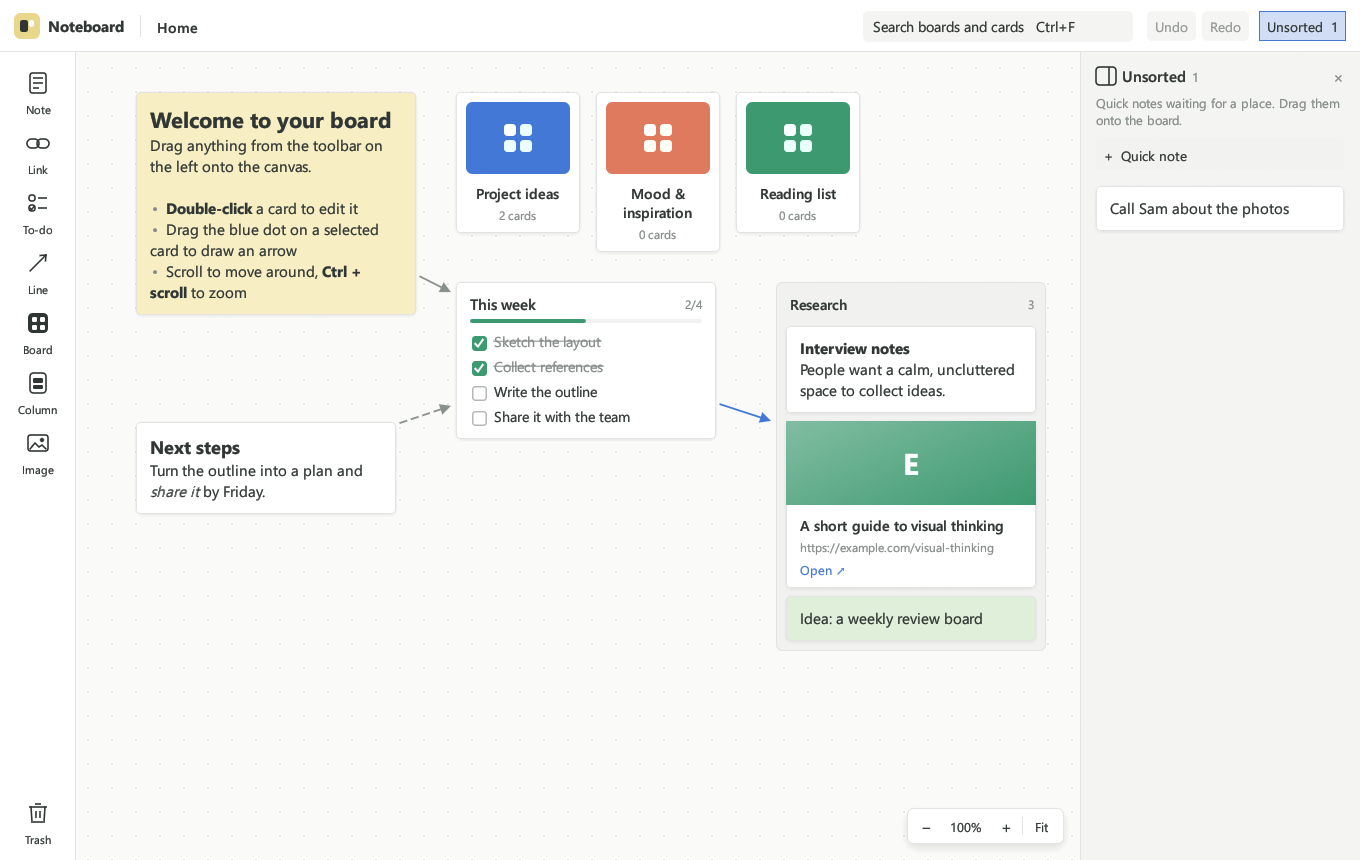 Noteboard
Home
Search boards and cards Ctrl+F
Undo
Redo
Unsorted 1
Note
Link
To-do
Line
Board
Column
Image
Trash
Welcome to your board
Drag anything from the toolbar on
the left onto the canvas.
• Double-click a card to edit it
• Drag the blue dot on a selected
card to draw an arrow
• Scroll to move around, Ctrl +
scroll to zoom
Project ideas
2 cards
Mood &
inspiration
0 cards
Reading list
0 cards
This week 2/4
Sketch the layout
Collect references
Write the outline
Share it with the team
Next steps
Turn the outline into a plan and
share it by Friday.
Research 3
Interview notes
People want a calm, uncluttered
space to collect ideas.
E
A short guide to visual thinking
https://example.com/visual-thinking
Open ↗
Idea: a weekly review board
Unsorted 1 ×
Quick notes waiting for a place. Drag them
onto the board.
+ Quick note
Call Sam about the photos
− 100% + Fit